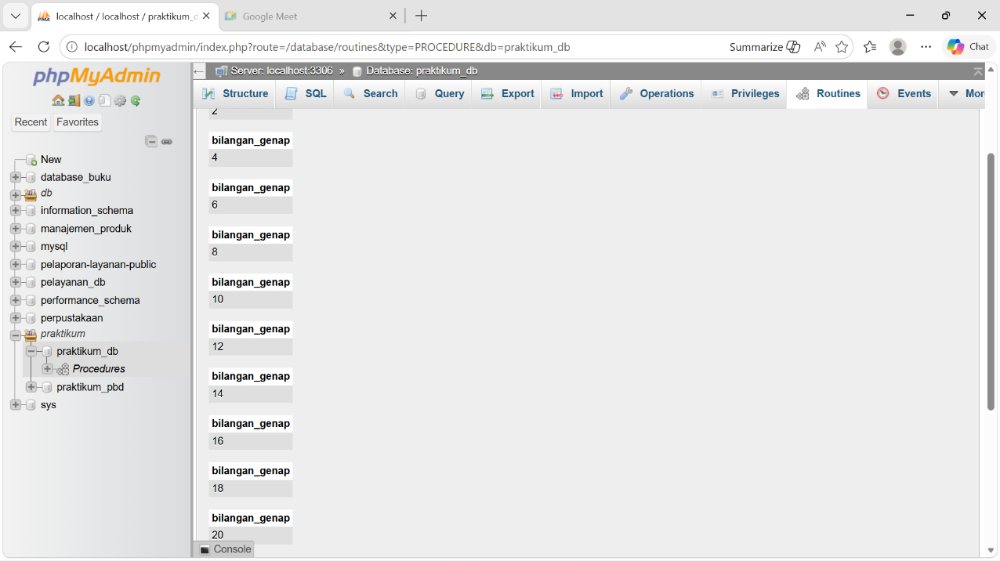 localhost / localhost / praktikum_d
Google Meet
localhost/phpmyadmin/index.php?route=/database/routines&type=PROCEDURE&db=praktikum_db
Summarize
Chat
phpMyAdmin
Recent
Favorites
New
database_buku
db
information_schema
manajemen_produk
mysql
pelaporan-layanan-public
pelayanan_db
performance_schema
perpustakaan
praktikum
praktikum_db
Procedures
praktikum_pbd
sys
Server: localhost:3306 » Database: praktikum_db
Structure
SQL
Search
Query
Export
Import
Operations
Privileges
Routines
Events
Mor
2
bilangan_genap
4
bilangan_genap
6
bilangan_genap
8
bilangan_genap
10
bilangan_genap
12
bilangan_genap
14
bilangan_genap
16
bilangan_genap
18
bilangan_genap
20
Console